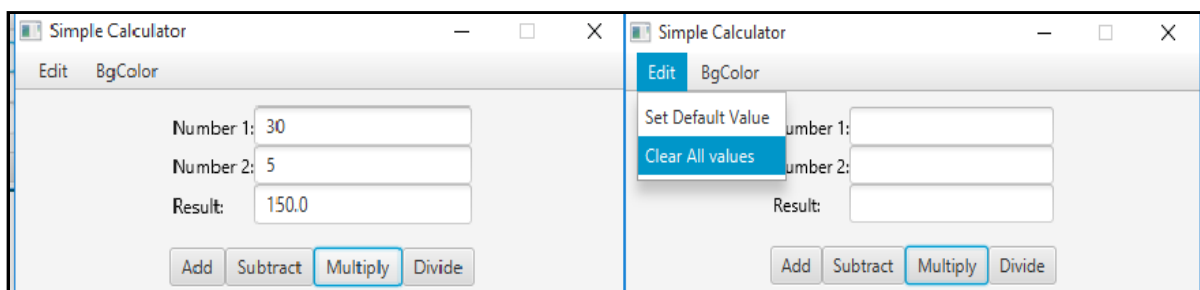 Simple Calculator
Edit BgColor
Number 1: 30
Number 2: 5
Result: 150.0
Add Subtract Multiply Divide
Simple Calculator
Edit BgColor
Set Default Value
Clear All values
umber 1:
umber 2:
Result:
Add Subtract Multiply Divide